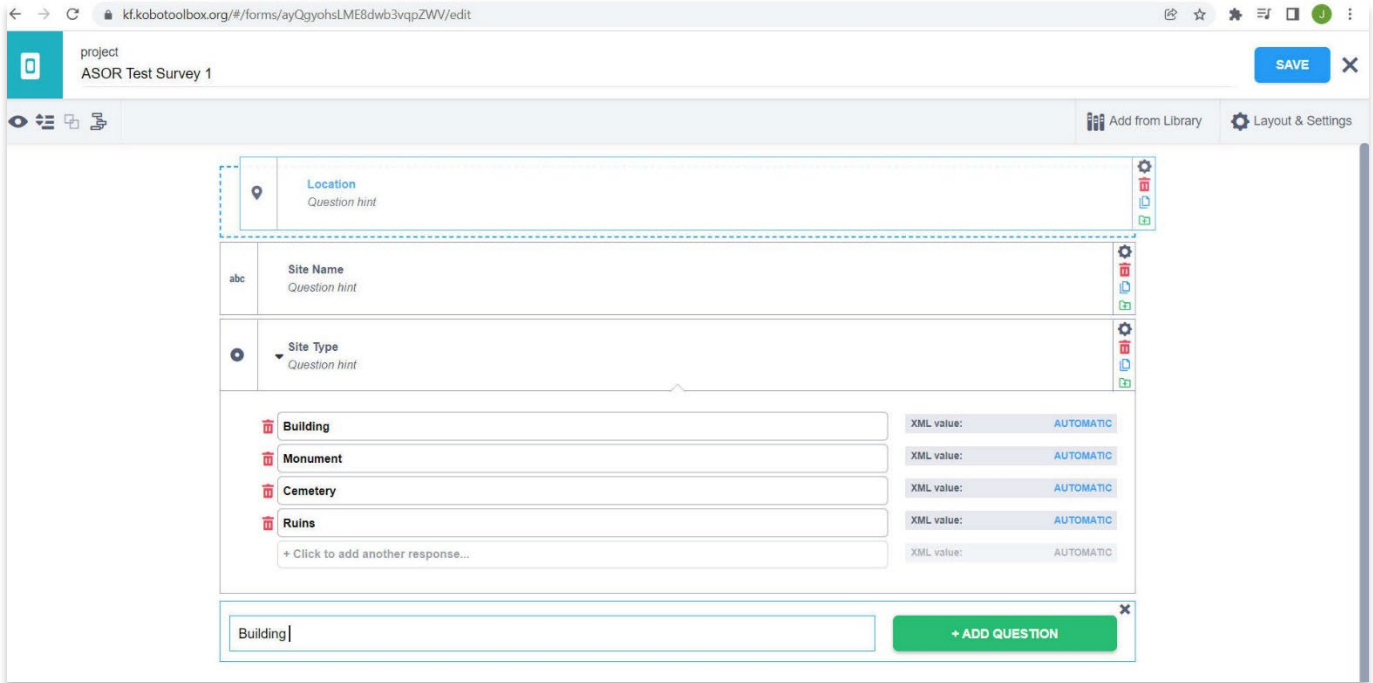 kf.kobotoolbox.org/#/forms/ayQgyohsLME8dwb3vqpZWV/edit
J
project
ASOR Test Survey 1
SAVE
Add from Library
Layout & Settings
Location
Question hint
abc
Site Name
Question hint
Site Type
Question hint
Building XML value: AUTOMATIC
Monument XML value: AUTOMATIC
Cemetery XML value: AUTOMATIC
Ruins XML value: AUTOMATIC
+ Click to add another response... XML value: AUTOMATIC
Building + ADD QUESTION